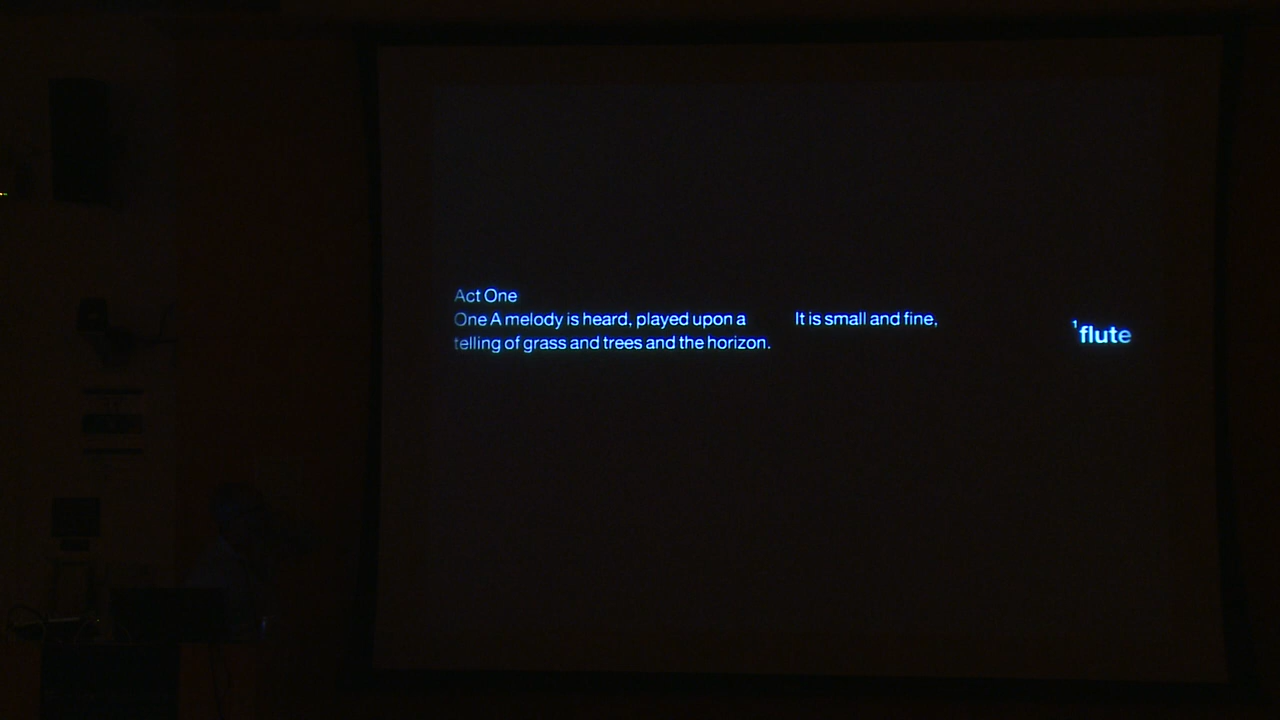 Act One
One A melody is heard, played upon a It is small and fine,
telling of grass and trees and the horizon.
1flute